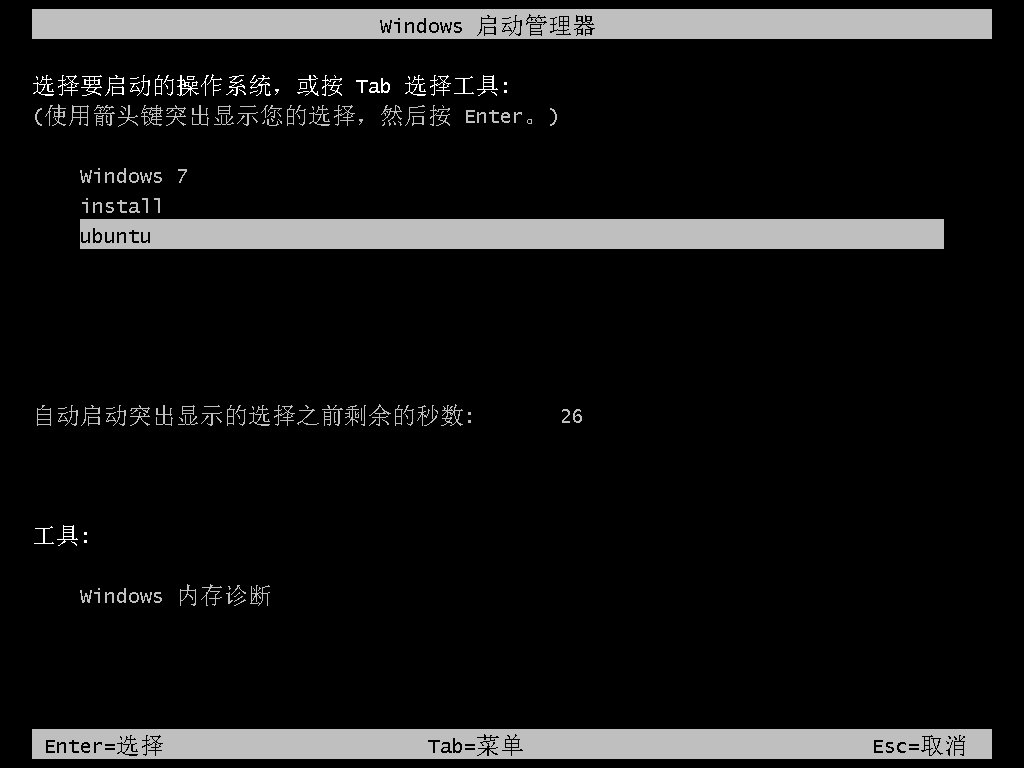 Windows 启动管理器
选择要启动的操作系统，或按 Tab 选择工具:
(使用箭头键突出显示您的选择，然后按 Enter。)
Windows 7
install
ubuntu
自动启动突出显示的选择之前剩余的秒数: 26
工具:
Windows 内存诊断
Enter=选择 Tab=菜单 Esc=取消